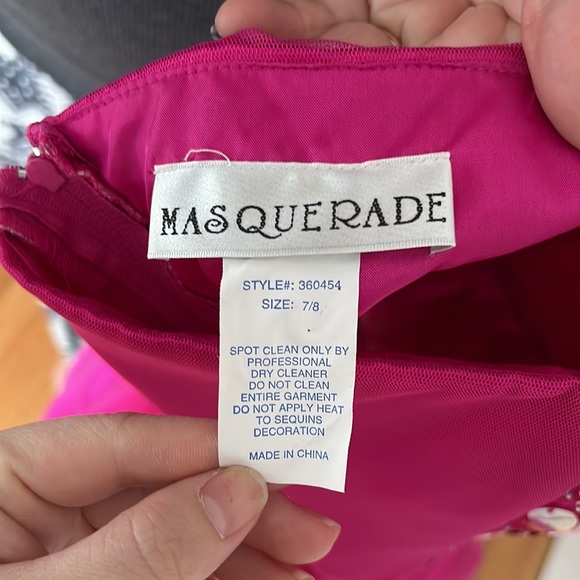 MASQUERADE
STYLE#: 360454
SIZE: 7/8
SPOT CLEAN ONLY BY
PROFESSIONAL
DRY CLEANER
DO NOT CLEAN
ENTIRE GARMENT
DO NOT APPLY HEAT
TO SEQUINS
DECORATION
MADE IN CHINA